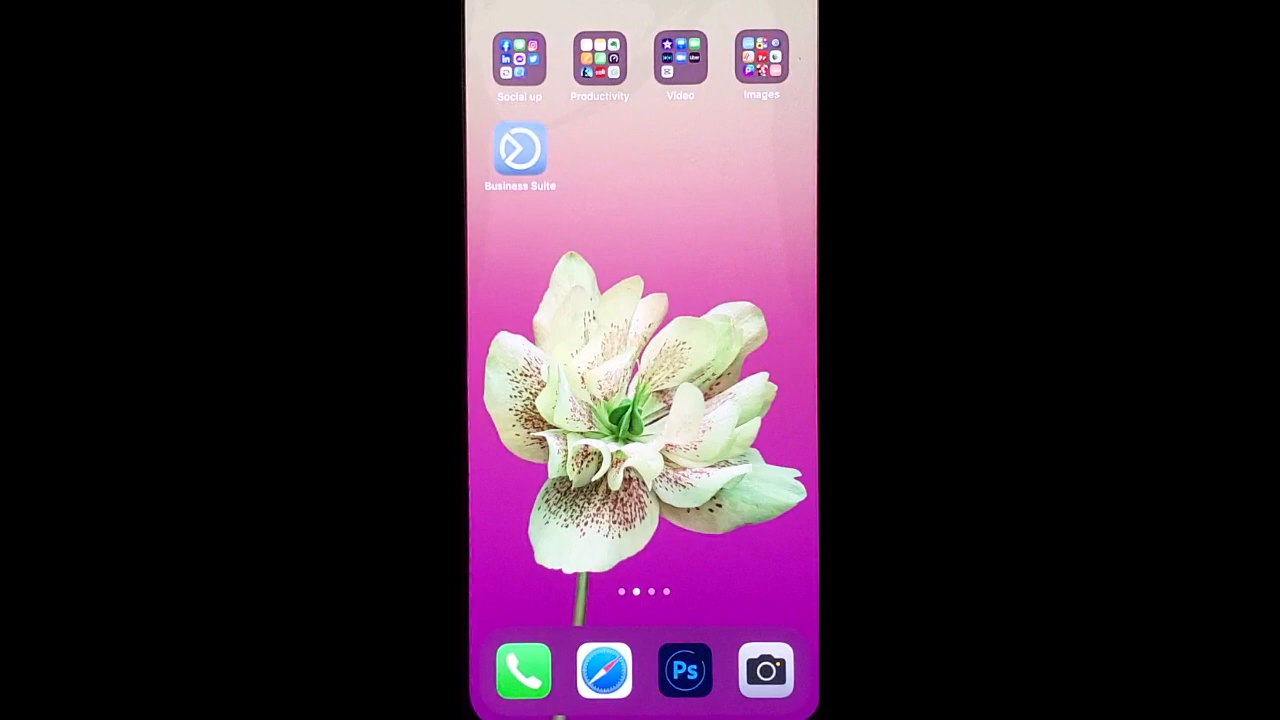 Social up
Productivity
Video
Images
Business Suite
Ps